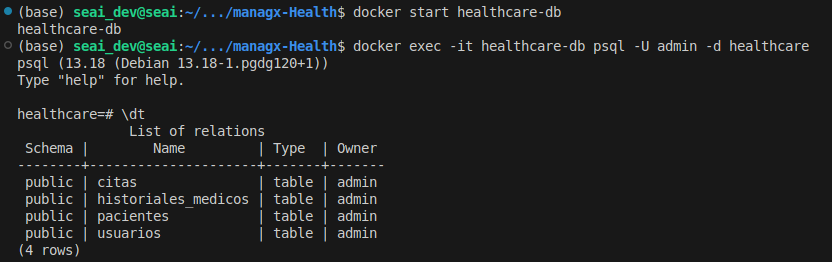 (base) seai_dev@seai:~/.../managx-Health$ docker start healthcare-db
healthcare-db
(base) seai_dev@seai:~/.../managx-Health$ docker exec -it healthcare-db psql -U admin -d healthcare
psql (13.18 (Debian 13.18-1.pgdg120+1))
Type "help" for help.

healthcare=# \dt
              List of relations
 Schema |        Name         | Type  | Owner
--------+---------------------+-------+-------
 public | citas               | table | admin
 public | historiales_medicos | table | admin
 public | pacientes           | table | admin
 public | usuarios            | table | admin
(4 rows)